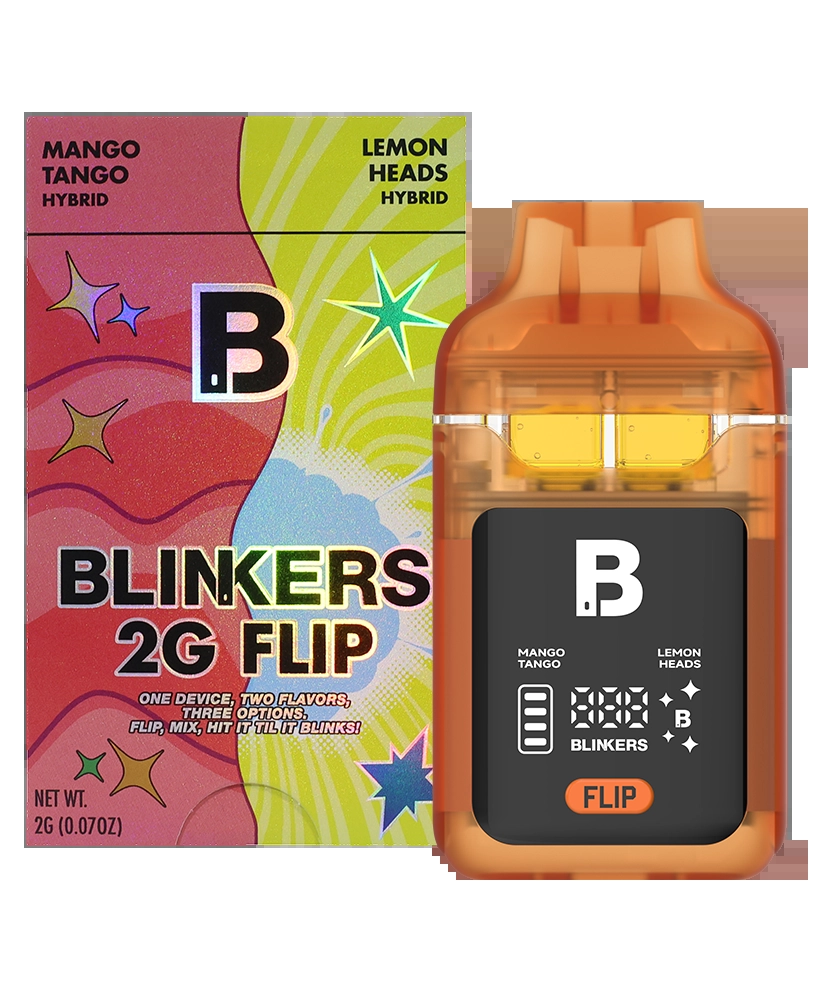 MANGO
TANGO
HYBRID
LEMON
HEADS
HYBRID
B
BLINKERS
2G FLIP
ONE DEVICE, TWO FLAVORS,
THREE OPTIONS.
FLIP, MIX, HIT IT TIL IT BLINKS!
NET WT.
2G (0.07OZ)
B
MANGO
TANGO
LEMON
HEADS
888
B
BLINKERS
FLIP